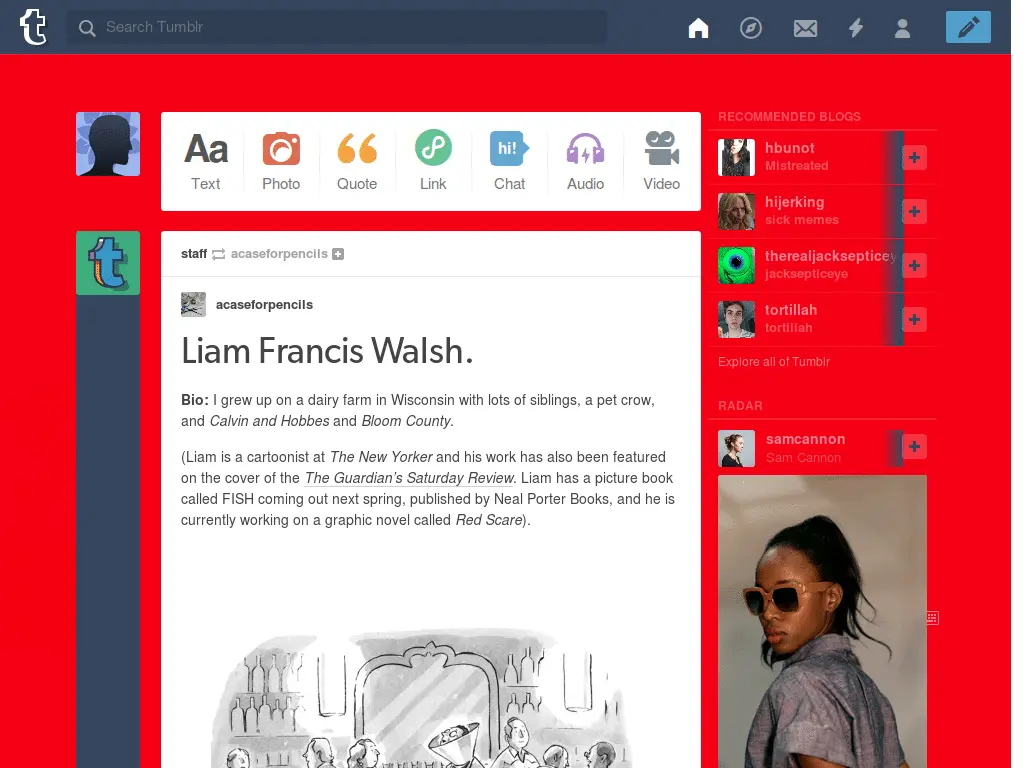 t
Search Tumblr
Aa
hi!
Text
Photo
Quote
Link
Chat
Audio
Video
t
staff acaseforpencils
acaseforpencils
Liam Francis Walsh.
Bio: I grew up on a dairy farm in Wisconsin with lots of siblings, a pet crow,
and Calvin and Hobbes and Bloom County.
(Liam is a cartoonist at The New Yorker and his work has also been featured
on the cover of the The Guardian's Saturday Review. Liam has a picture book
called FISH coming out next spring, published by Neal Porter Books, and he is
currently working on a graphic novel called Red Scare).
RECOMMENDED BLOGS
hbunot
Mistreated
hijerking
sick memes
therealjacksepticey
jacksepticeye
tortillah
tortillah
Explore all of Tumblr
RADAR
samcannon
Sam Cannon